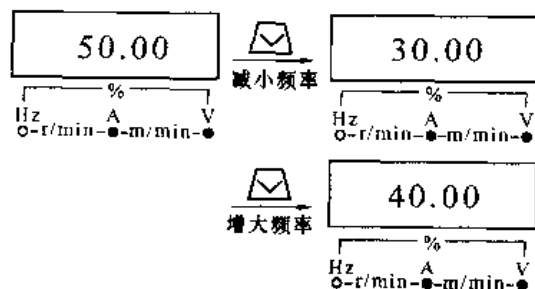 50.00
减小频率
30.00
%
Hz A V
r/min m/min
%
Hz A V
r/min m/min
增大频率
40.00
%
Hz A V
r/min m/min